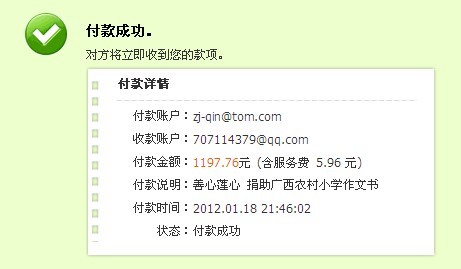 付款成功。
对方将立即收到您的款项。
付款详情
付款账户：zj-qin@tom.com
收款账户：707114379@qq.com
付款金额：1197.76元 (含服务费 5.96 元)
付款说明：善心莲心 捐助广西农村小学作文书
付款时间：2012.01.18 21:46:02
状态：付款成功